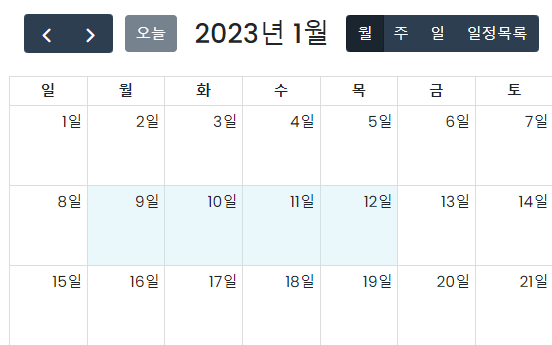 오늘 2023년 1월 월 주 일 일정목록
일 월 화 수 목 금 토
1일 2일 3일 4일 5일 6일 7일
8일 9일 10일 11일 12일 13일 14일
15일 16일 17일 18일 19일 20일 21일